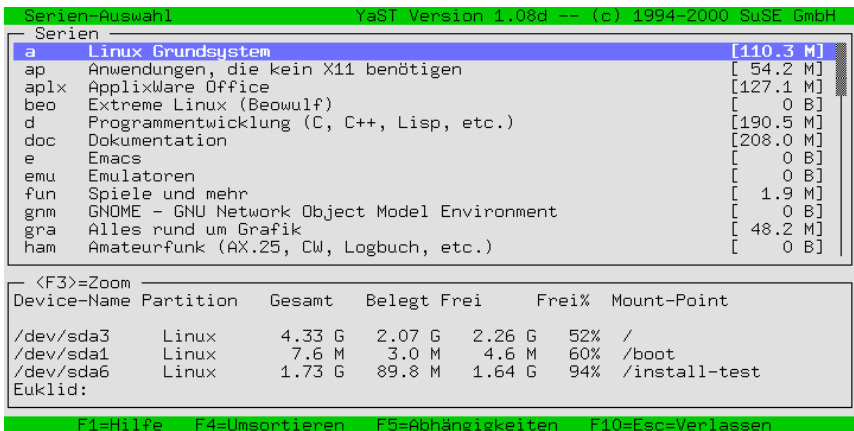 Serien-Auswahl YaST Version 1.08d -- (c) 1994-2000 SuSE GmbH
Serien
a Linux Grundsystem [110.3 M]
ap Anwendungen, die kein X11 benötigen [ 54.2 M]
aplx ApplixWare Office [127.1 M]
beo Extreme Linux (Beowulf) [ 0 B]
d Programmentwicklung (C, C++, Lisp, etc.) [190.5 M]
doc Dokumentation [208.0 M]
e Emacs [ 0 B]
emu Emulatoren [ 0 B]
fun Spiele und mehr [ 1.9 M]
gnm GNOME - GNU Network Object Model Environment [ 0 B]
gra Alles rund um Grafik [ 48.2 M]
ham Amateurfunk (AX.25, CW, Logbuch, etc.) [ 0 B]
<F3>=Zoom
Device-Name Partition Gesamt Belegt Frei Frei% Mount-Point
/dev/sda3 Linux 4.33 G 2.07 G 2.26 G 52% /
/dev/sda1 Linux 7.6 M 3.0 M 4.6 M 60% /boot
/dev/sda6 Linux 1.73 G 89.8 M 1.64 G 94% /install-test
Euklid:
F1=Hilfe F4=Umsortieren F5=Abhängigkeiten F10=Esc=Verlassen